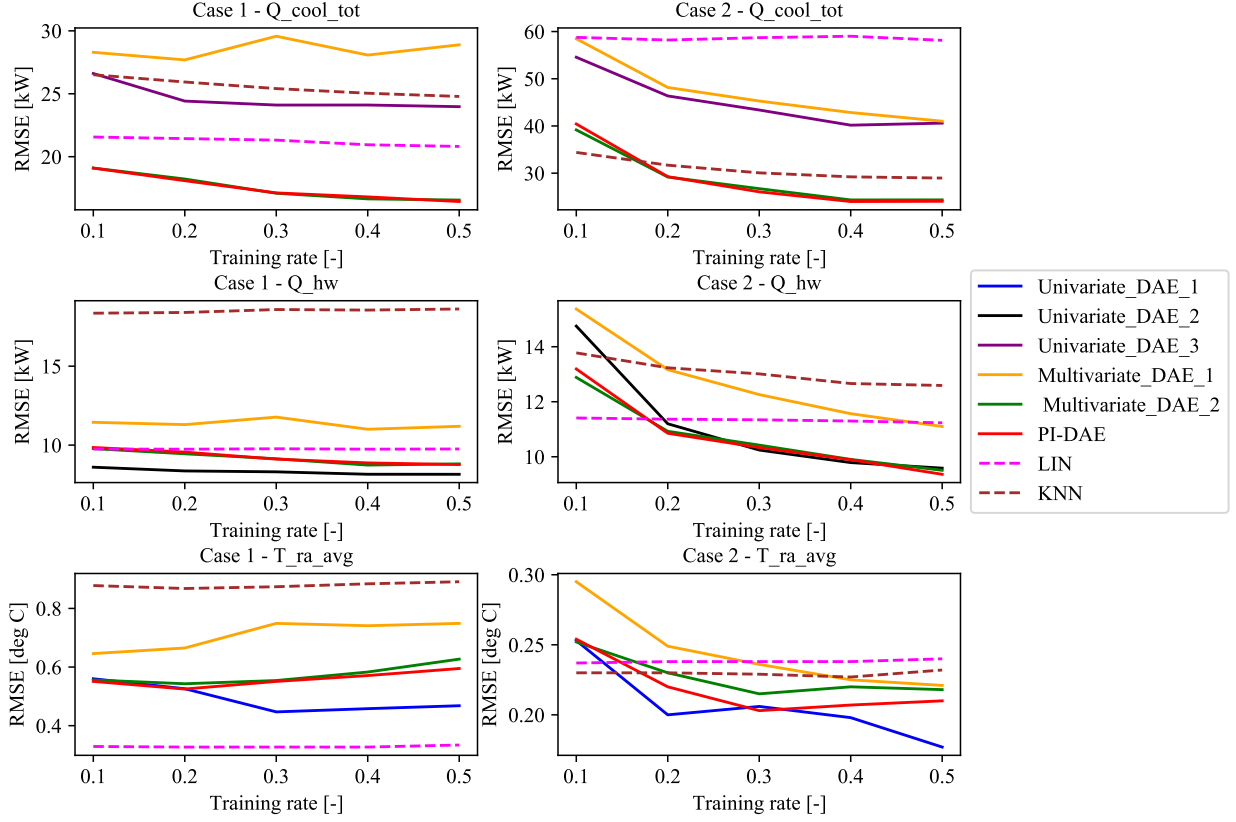 Case 1 - Q_cool_tot
RMSE [kW]
30
25
20
0.1 0.2 0.3 0.4 0.5
Training rate [-]
Case 2 - Q_cool_tot
RMSE [kW]
60
50
40
30
0.1 0.2 0.3 0.4 0.5
Training rate [-]
Case 1 - Q_hw
RMSE [kW]
15
10
0.1 0.2 0.3 0.4 0.5
Training rate [-]
Case 2 - Q_hw
RMSE [kW]
14
12
10
0.1 0.2 0.3 0.4 0.5
Training rate [-]
Univariate_DAE_1
Univariate_DAE_2
Univariate_DAE_3
Multivariate_DAE_1
Multivariate_DAE_2
PI-DAE
LIN
KNN
Case 1 - T_ra_avg
RMSE [deg C]
0.8
0.6
0.4
0.1 0.2 0.3 0.4 0.5
Training rate [-]
Case 2 - T_ra_avg
RMSE [deg C]
0.30
0.25
0.20
0.1 0.2 0.3 0.4 0.5
Training rate [-]